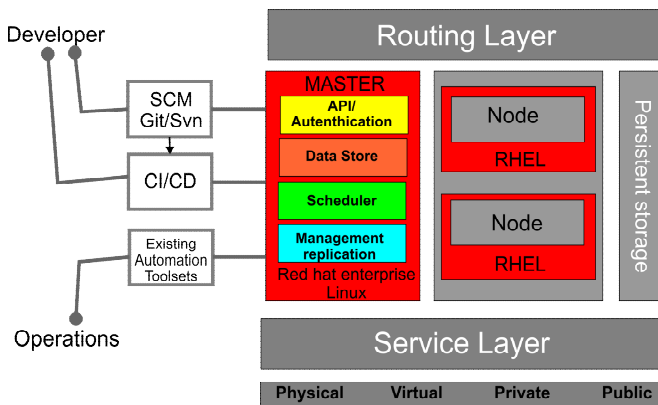 Developer
Routing Layer
SCM
Git/Svn
CI/CD
Existing
Automation
Toolsets
Operations
MASTER
API/
Autenthication
Data Store
Scheduler
Management
replication
Red hat enterprise
Linux
Node
RHEL
Node
RHEL
Persistent storage
Service Layer
Physical Virtual Private Public